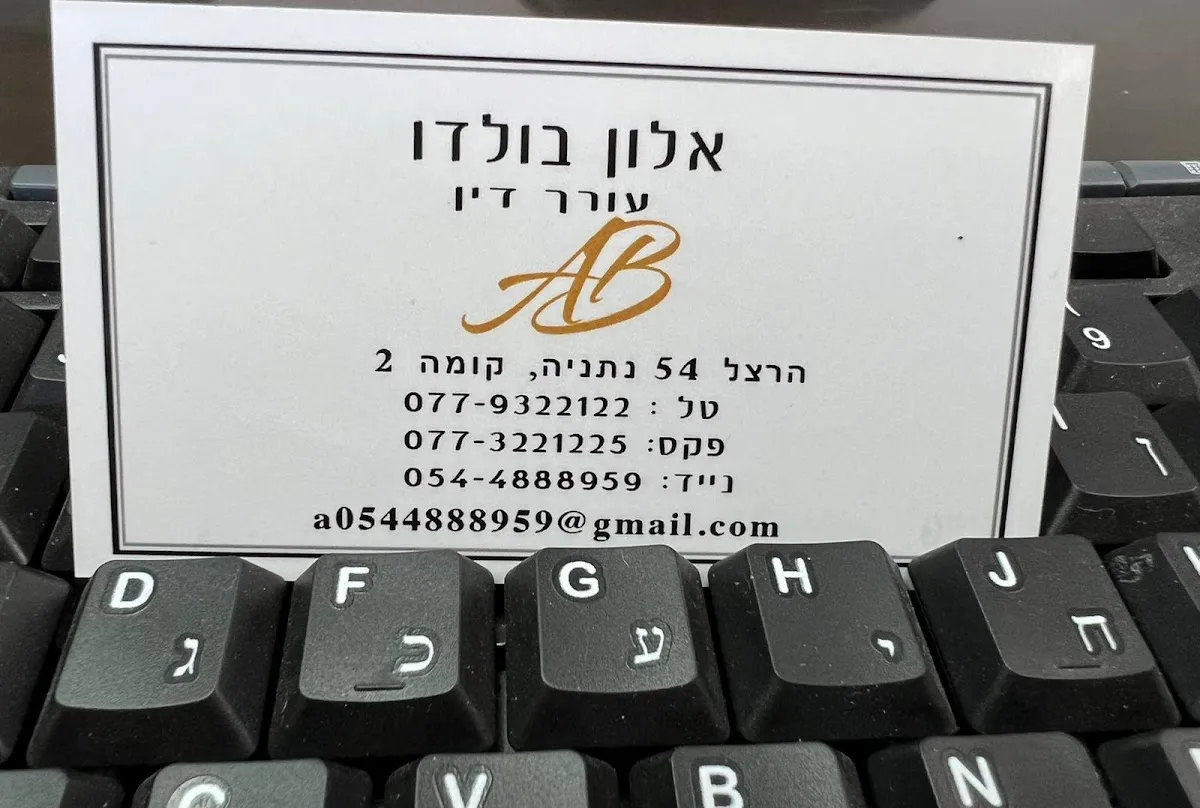 אלון בולדו
עורך דין
AB
הרצל 54 נתניה, קומה 2
טל : 077-9322122
פקס: 077-3221225
נייד: 054-4888959
a0544888959@gmail.com
9
ו
D F G H J
ג כ ע י ח
C V B N